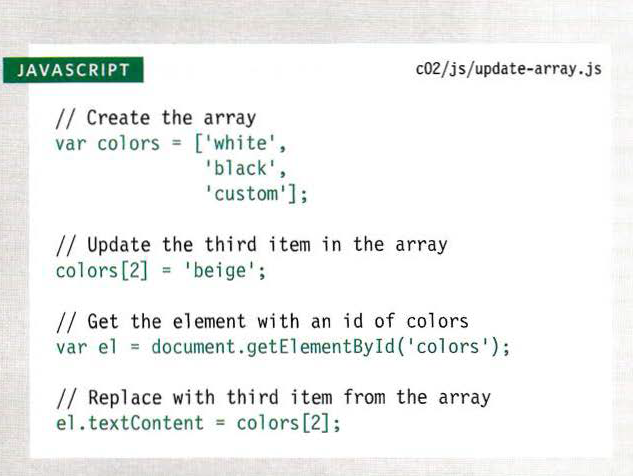 JAVASCRIPT
c02/js/update-array.js
// Create the array
var colors = ['white',
'black',
'custom'];
// Update the third item in the array
colors[2] = 'beige';
// Get the element with an id of colors
var el = document.getElementById('colors');
// Replace with third item from the array
el.textContent = colors[2];